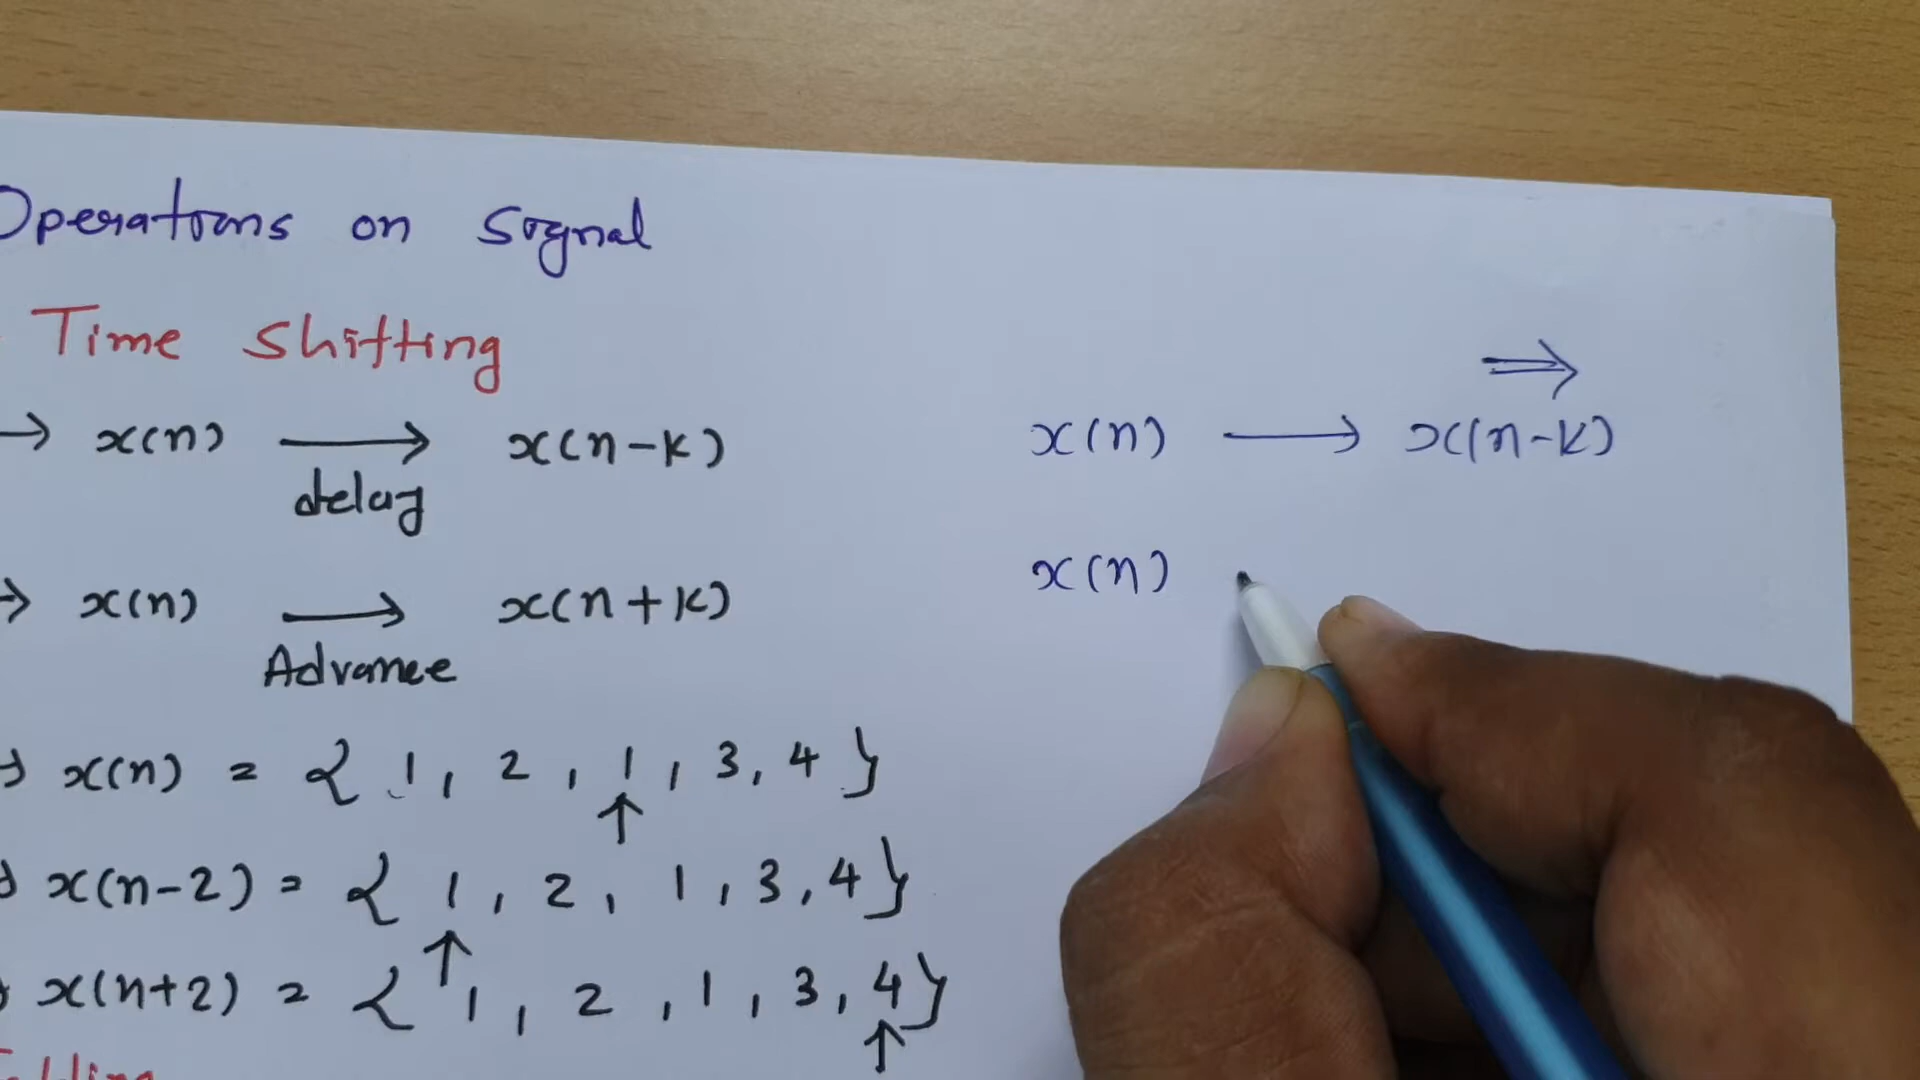 Operations on Signal
Time Shifting
→ x(n) → x(n-k)
delay
→ x(n) → x(n+k)
Advance
→ x(n) = { 1, 2, 1, 3, 4 }
↑
→ x(n-2) = { 1, 2, 1, 3, 4 }
↑
→ x(n+2) = { 1, 2, 1, 3, 4 }
↑
⇒
x(n) → x(n-k)
x(n)